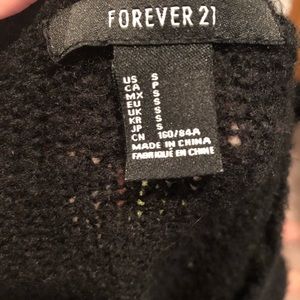 FOREVER 21
US S
CA P
MX S
EU S
UK S
KR S
JP S
CN 160/84A
MADE IN CHINA
FABRIQUÉ EN CHINE